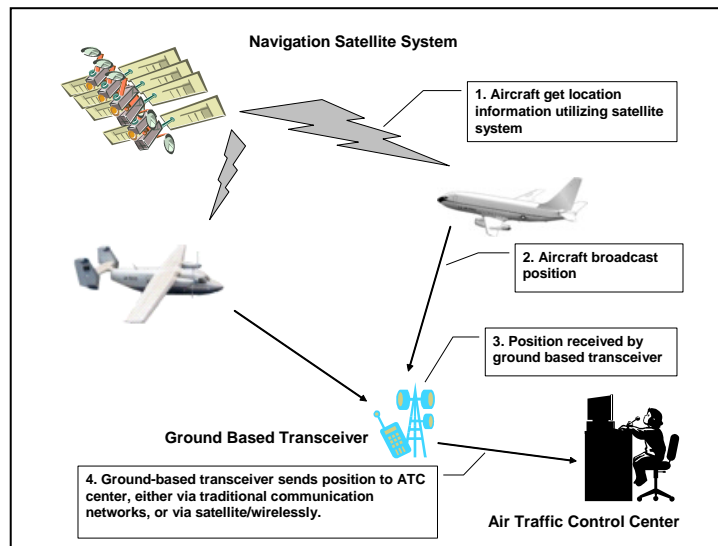 Navigation Satellite System
1. Aircraft get location
information utilizing satellite
system
2. Aircraft broadcast
position
3. Position received by
ground based transceiver
Ground Based Transceiver
4. Ground-based transceiver sends position to ATC
center, either via traditional communication
networks, or via satellite/wirelessly.
Air Traffic Control Center